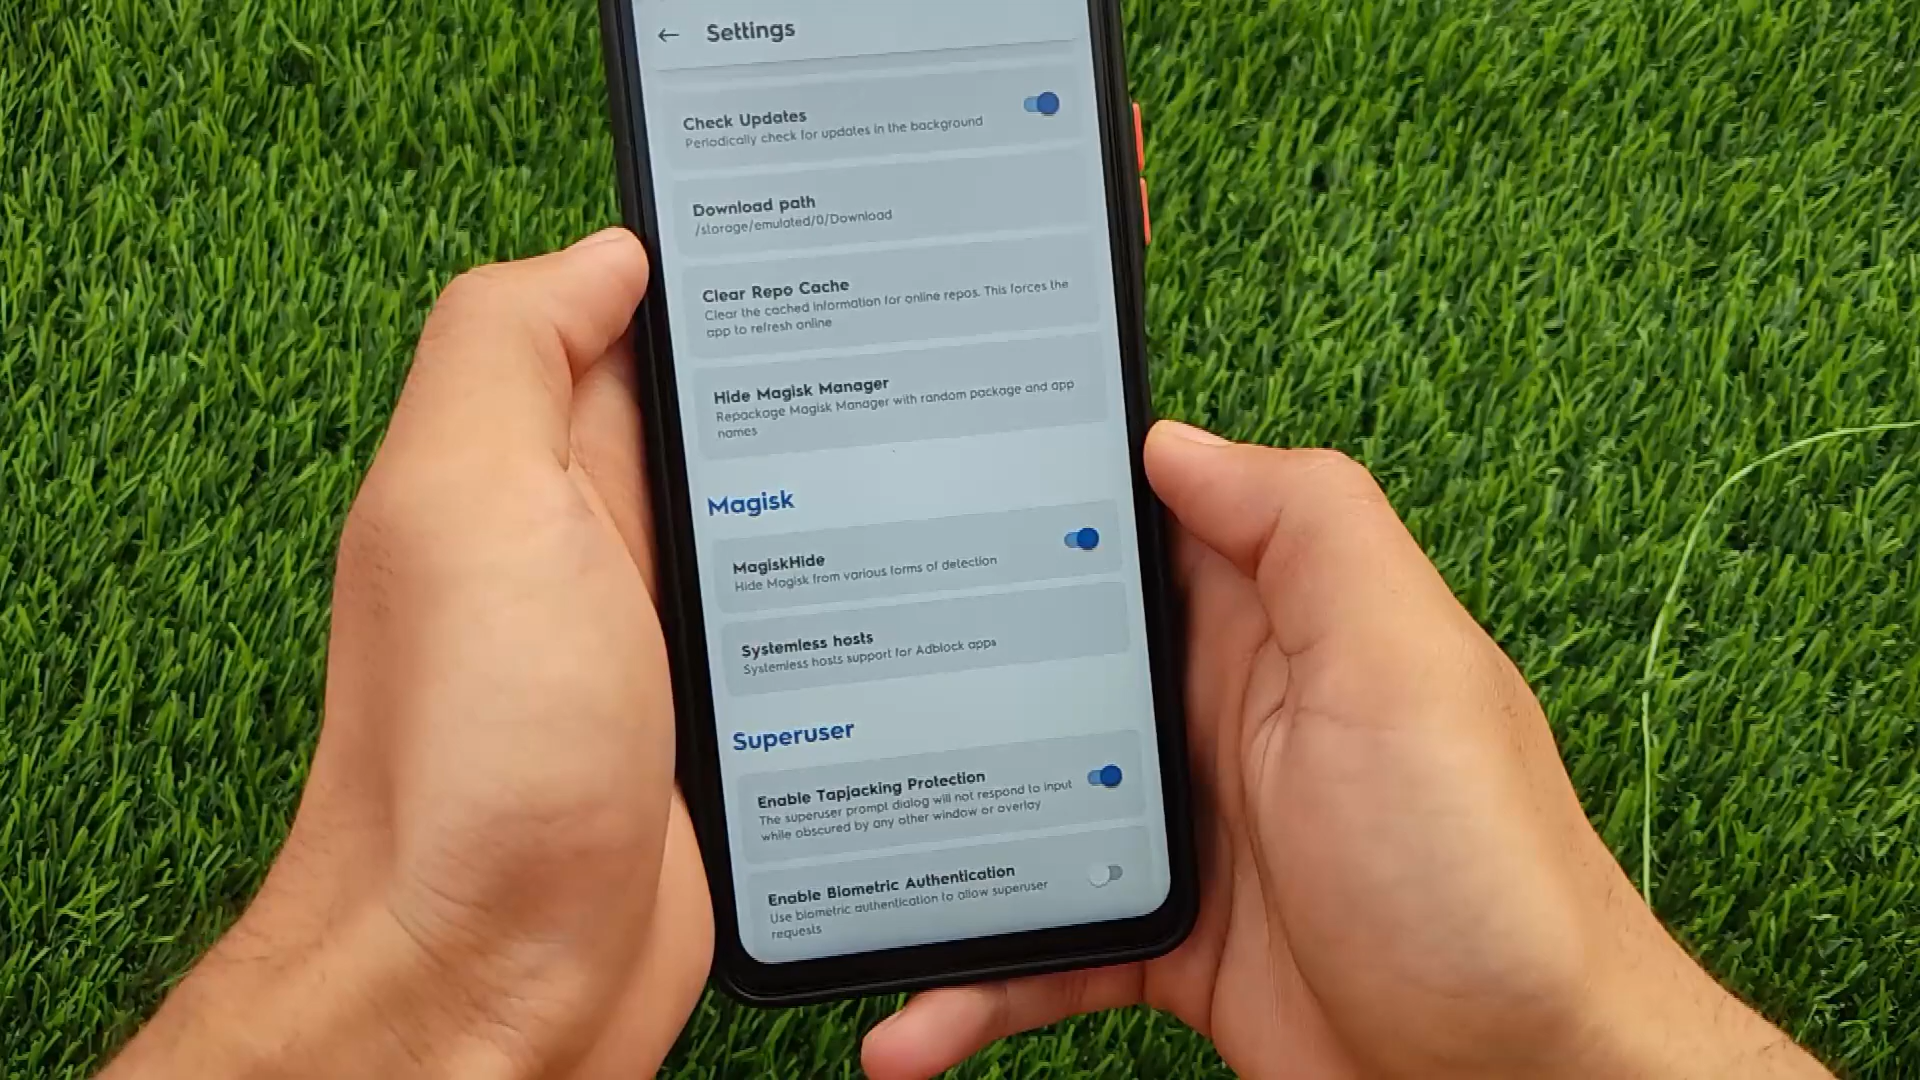 Settings
Check Updates
Periodically check for updates in the background
Download path
/storage/emulated/0/Download
Clear Repo Cache
Clear the cached information for online repos. This forces the
app to refresh online
Hide Magisk Manager
Repackage Magisk Manager with random package and app
names
Magisk
MagiskHide
Hide Magisk from various forms of detection
Systemless hosts
Systemless hosts support for Adblock apps
Superuser
Enable Tapjacking Protection
The superuser prompt dialog will not respond to input
while obscured by any other window or overlay
Enable Biometric Authentication
Use biometric authentication to allow superuser
requests